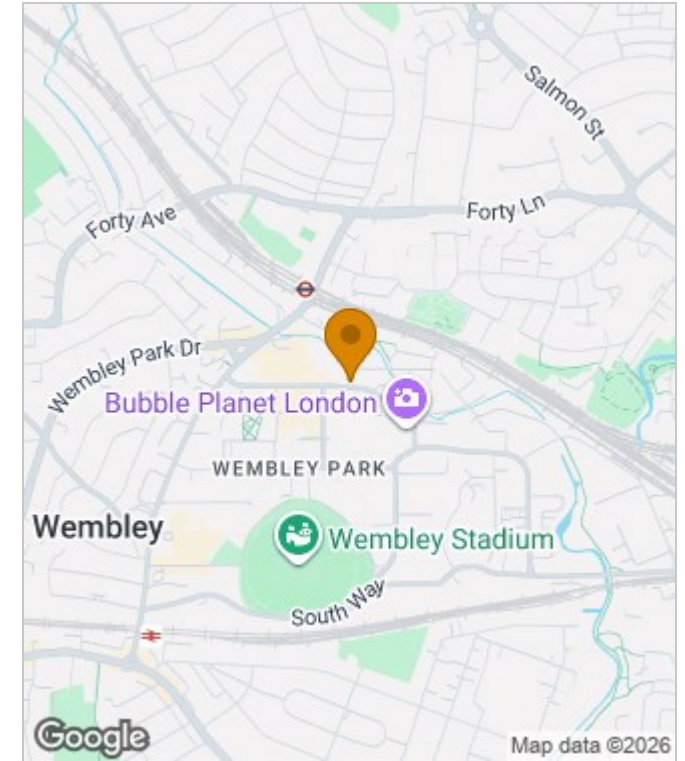 Salmon St
Forty Ave
Forty Ln
Wembley Park Dr
Bubble Planet London
WEMBLEY PARK
Wembley
Wembley Stadium
South Way
Google
Map data ©2026